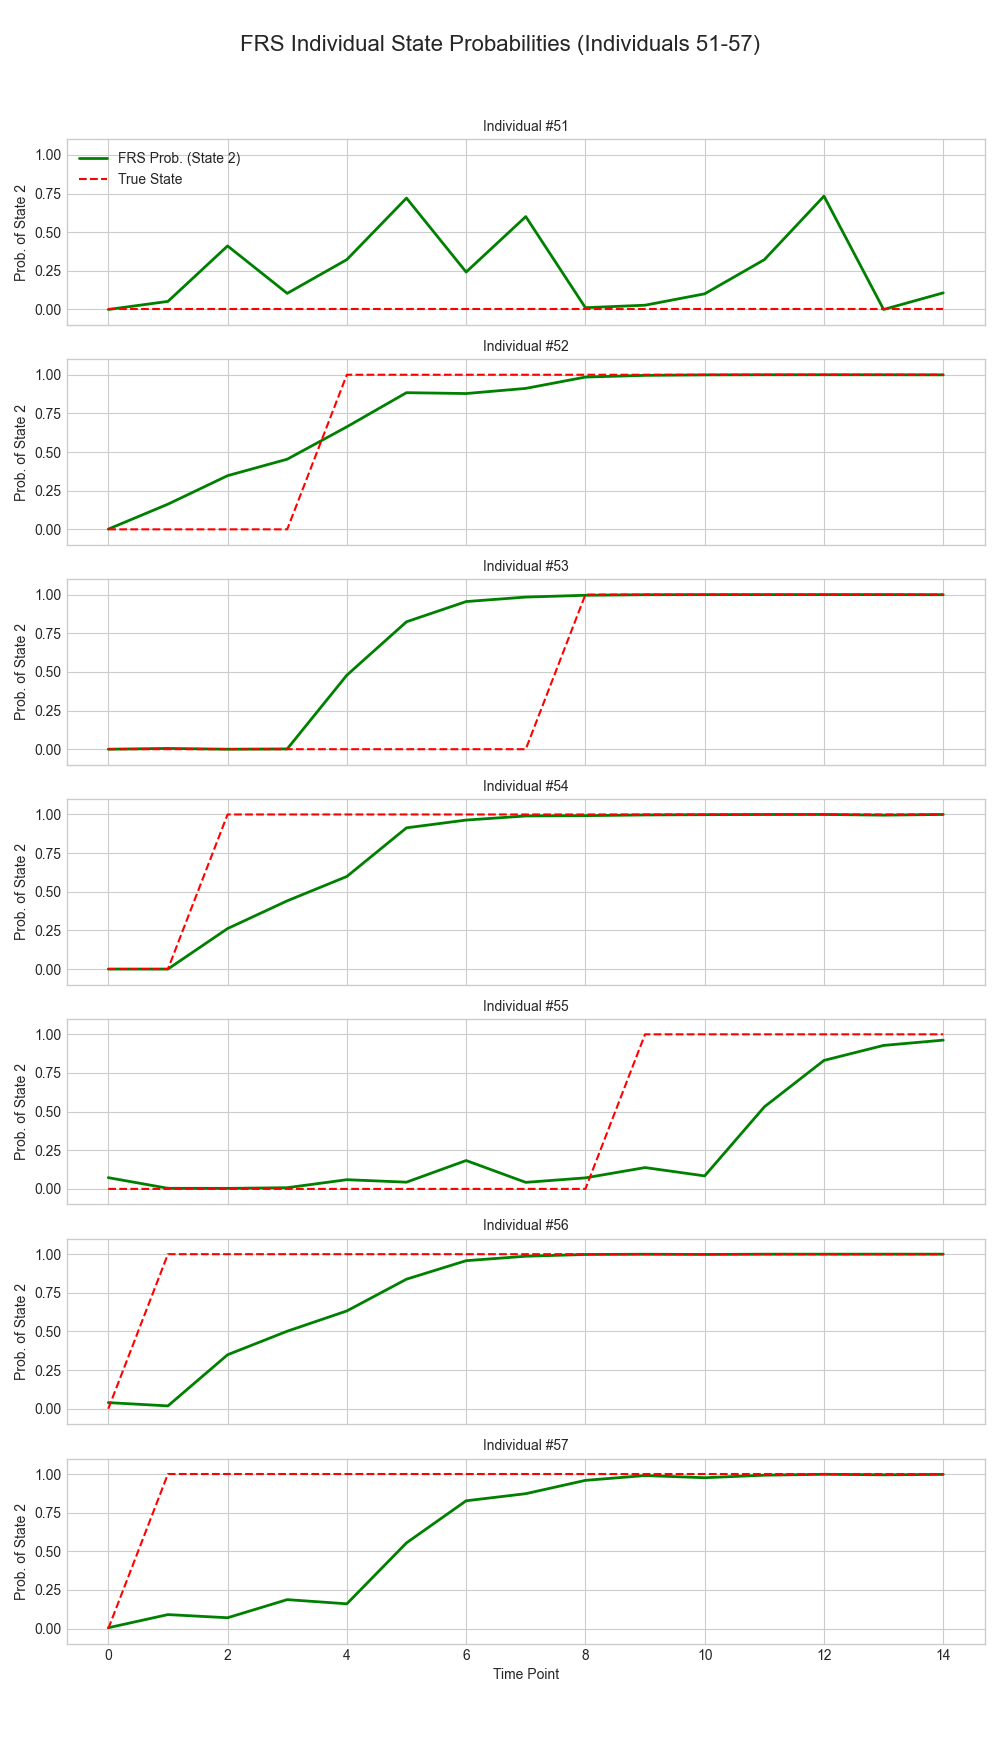 FRS Individual State Probabilities (Individuals 51-57)
Individual #51
FRS Prob. (State 2)
True State
Prob. of State 2
1.00
0.75
0.50
0.25
0.00
Individual #52
Prob. of State 2
1.00
0.75
0.50
0.25
0.00
Individual #53
Prob. of State 2
1.00
0.75
0.50
0.25
0.00
Individual #54
Prob. of State 2
1.00
0.75
0.50
0.25
0.00
Individual #55
Prob. of State 2
1.00
0.75
0.50
0.25
0.00
Individual #56
Prob. of State 2
1.00
0.75
0.50
0.25
0.00
Individual #57
Prob. of State 2
1.00
0.75
0.50
0.25
0.00
0 2 4 6 8 10 12 14
Time Point